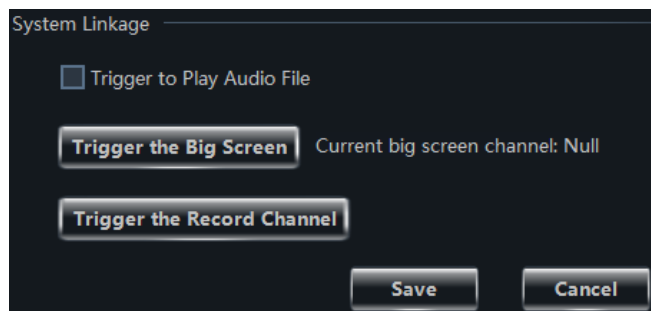 System Linkage
Trigger to Play Audio File
Trigger the Big Screen Current big screen channel: Null
Trigger the Record Channel
Save Cancel